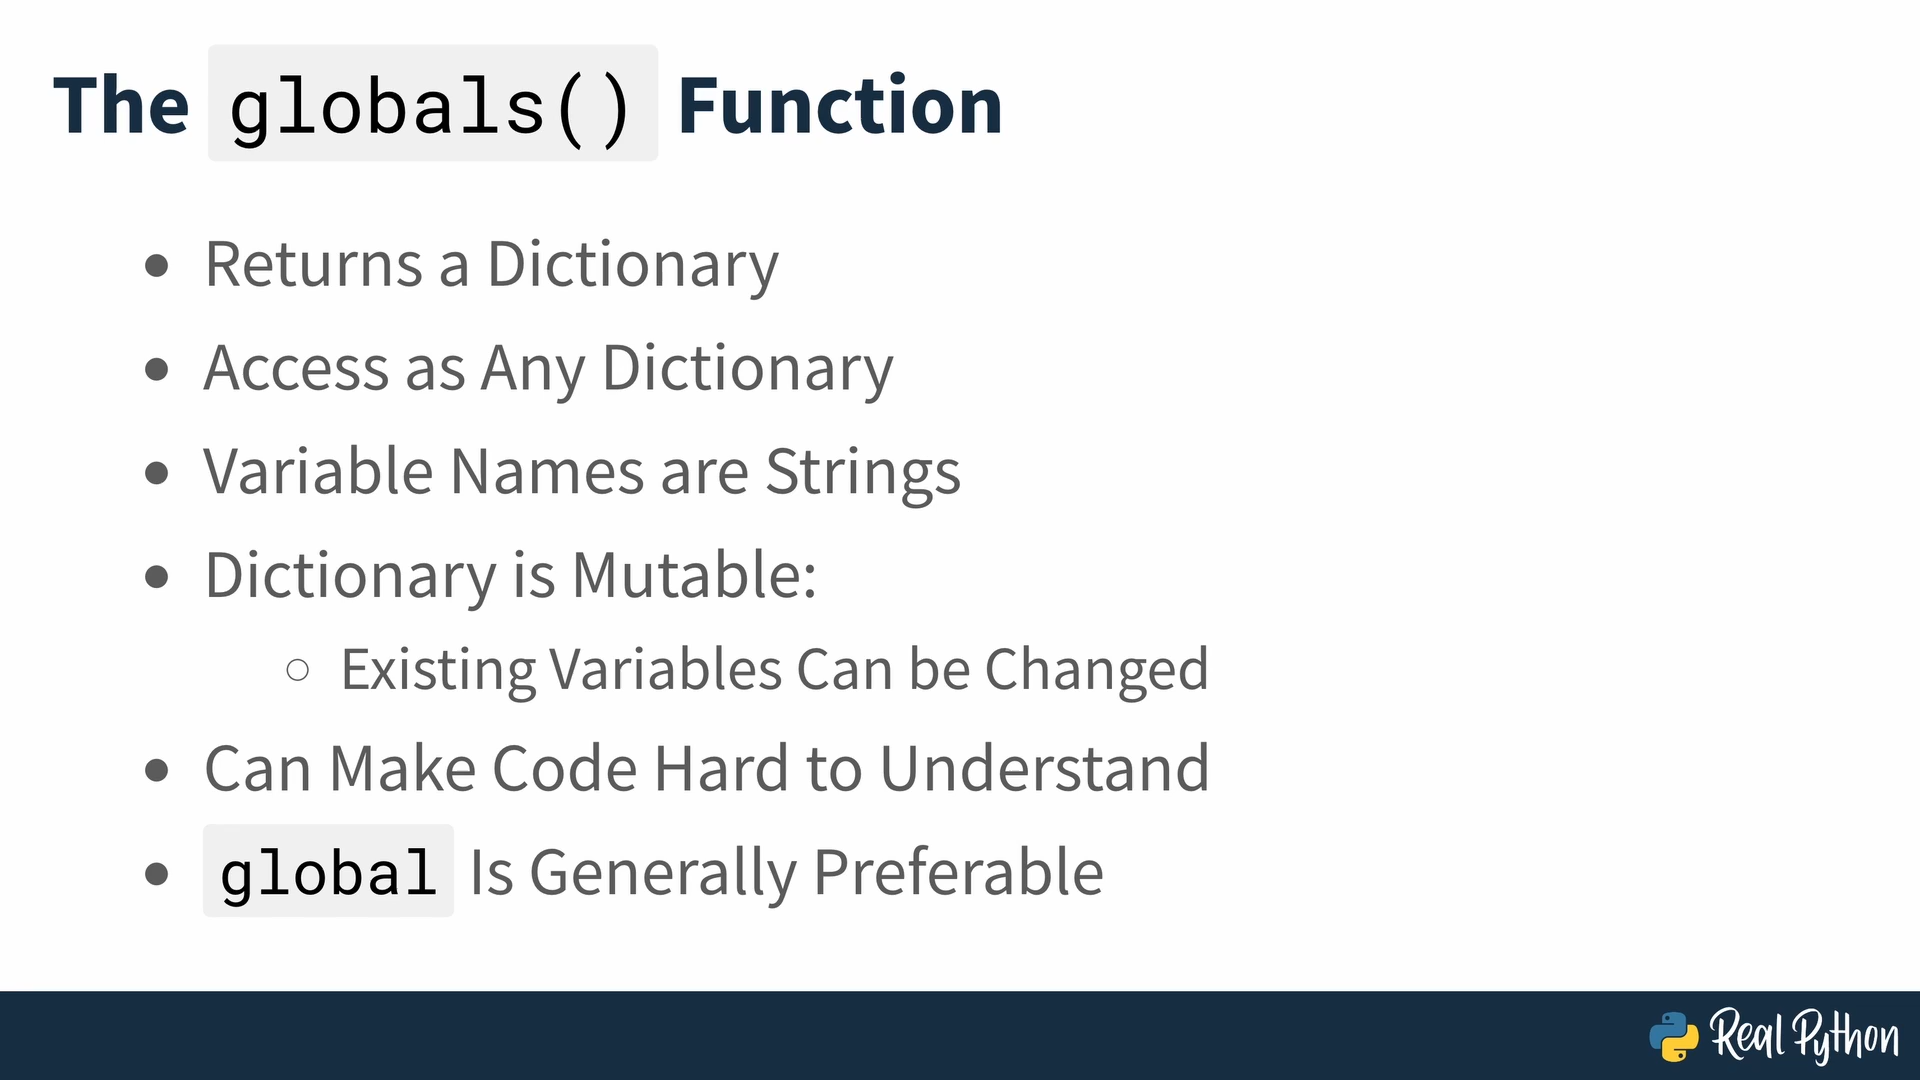 The globals() Function
Returns a Dictionary
Access as Any Dictionary
Variable Names are Strings
Dictionary is Mutable:
Existing Variables Can be Changed
Can Make Code Hard to Understand
global Is Generally Preferable
Real Python